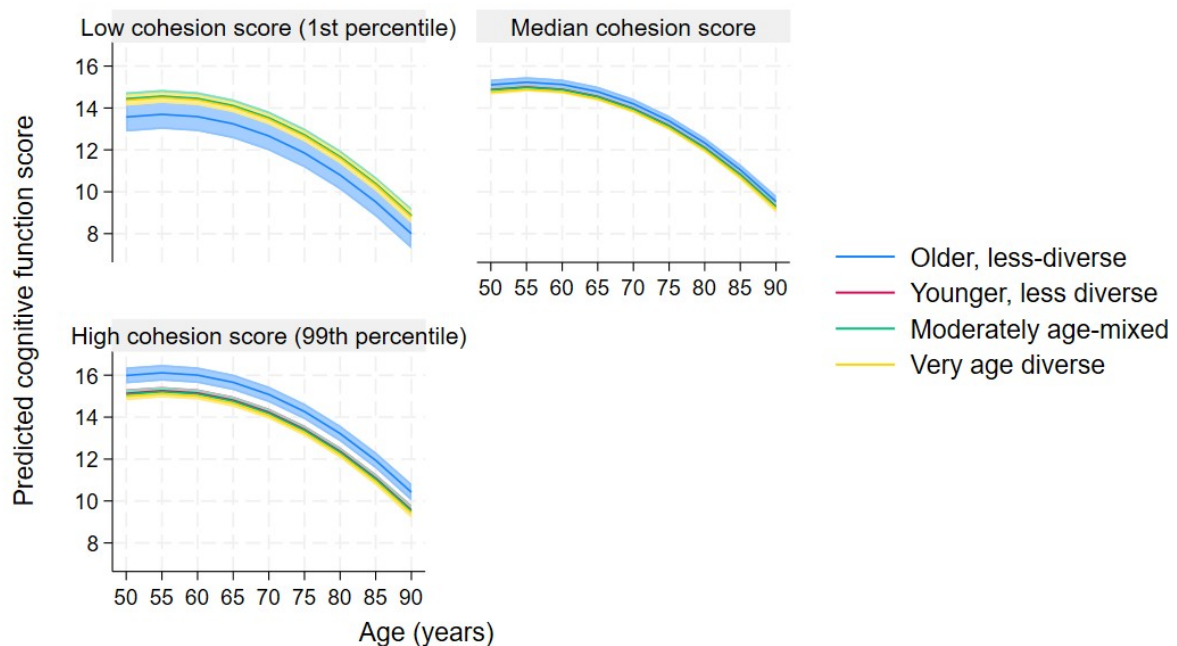 Low cohesion score (1st percentile)
Median cohesion score
16
14
12
10
8
50 55 60 65 70 75 80 85 90
High cohesion score (99th percentile)
16
14
12
10
8
50 55 60 65 70 75 80 85 90
Predicted cognitive function score
Age (years)
Older, less-diverse
Younger, less diverse
Moderately age-mixed
Very age diverse